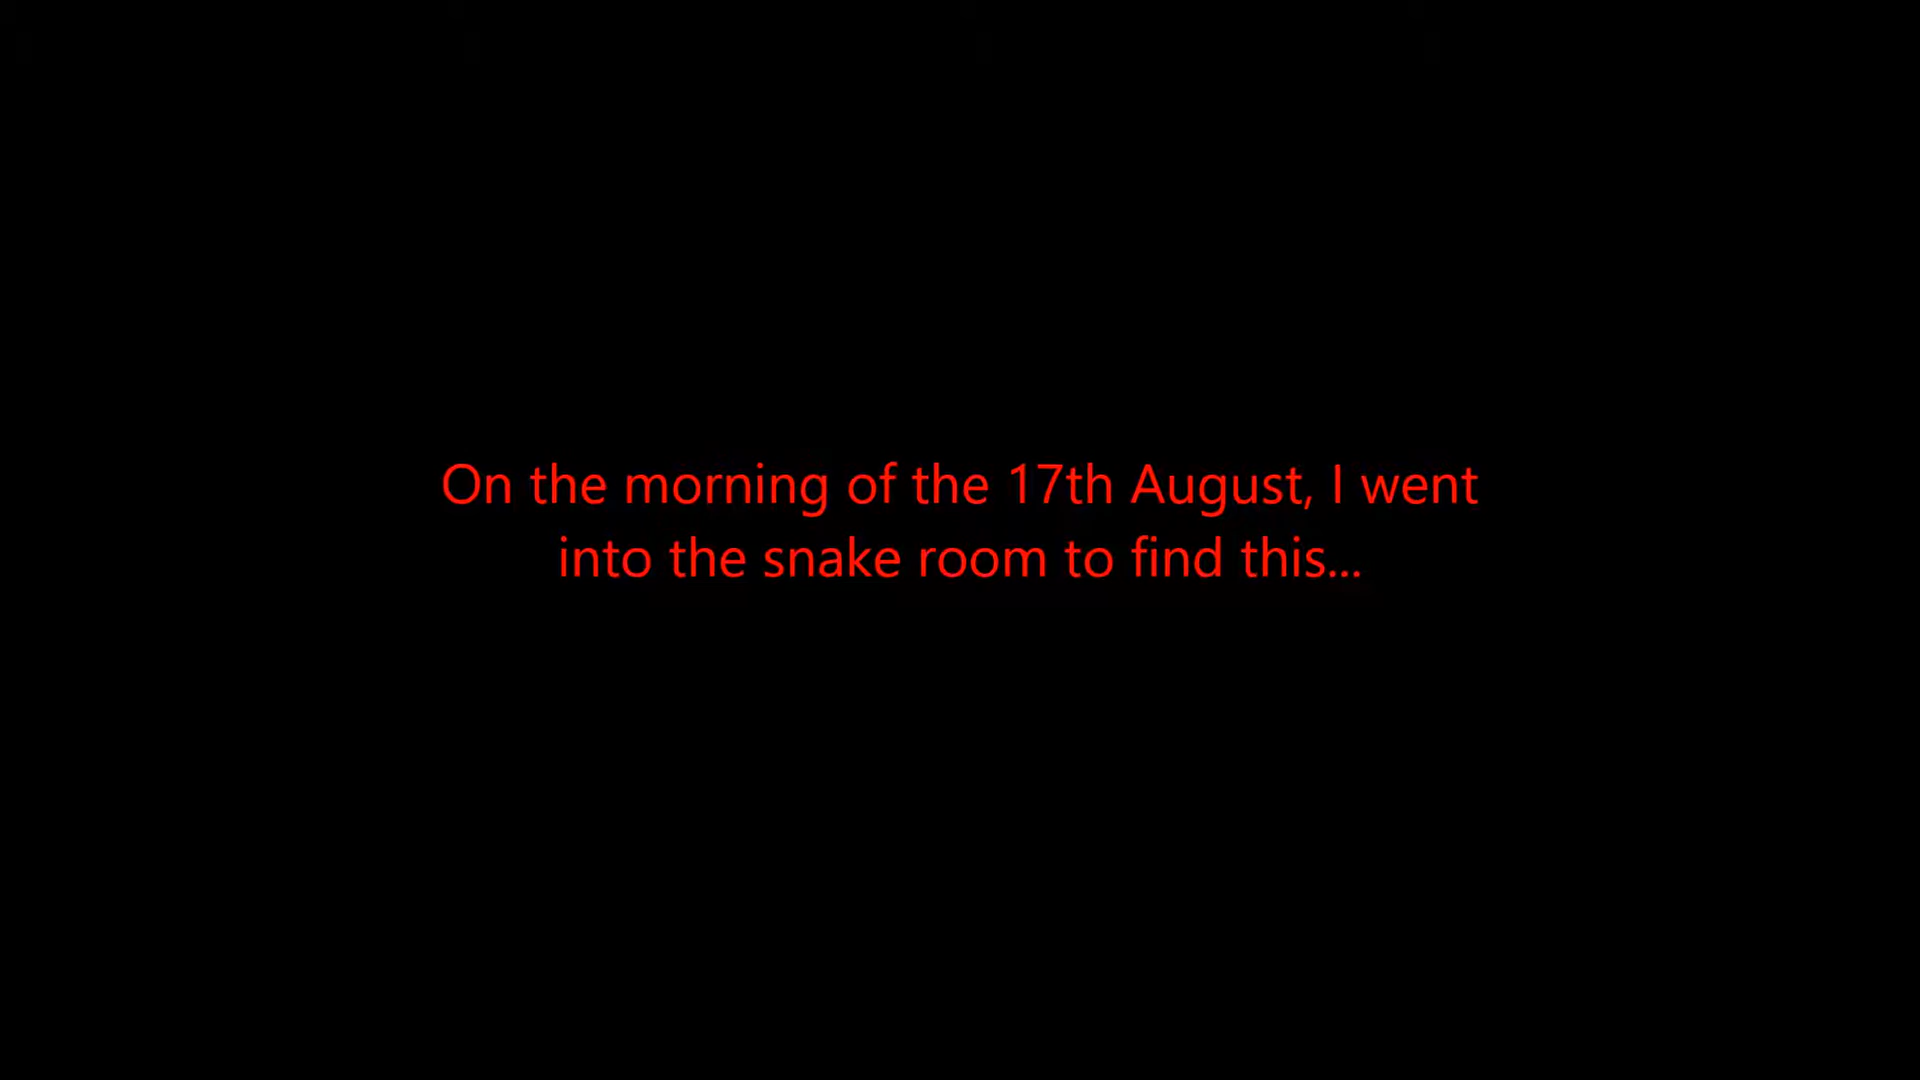 On the morning of the 17th August, I went
into the snake room to find this...